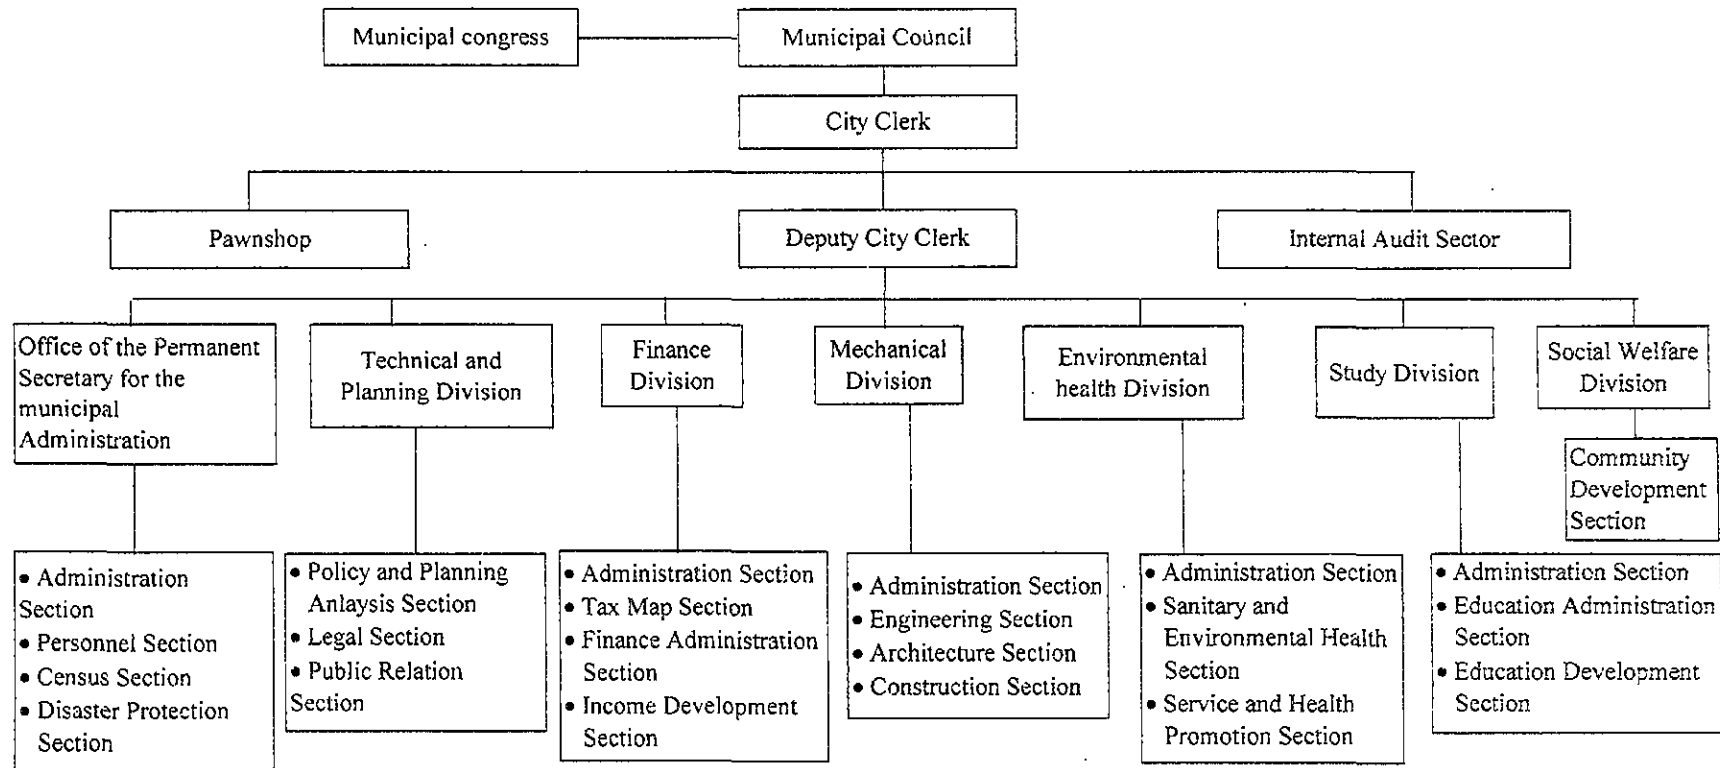 Municipal congress
Municipal Council
City Clerk
Pawnshop
Deputy City Clerk
Internal Audit Sector
Office of the Permanent
Secretary for the
municipal
Administration
Technical and
Planning Division
Finance
Division
Mechanical
Division
Environmental
health Division
Study Division
Social Welfare
Division
Community
Development
Section
• Administration
Section
• Personnel Section
• Census Section
• Disaster Protection
Section
• Policy and Planning
Anlaysis Section
• Legal Section
• Public Relation
Section
• Administration Section
• Tax Map Section
• Finance Administration
Section
• Income Development
Section
• Administration Section
• Engineering Section
• Architecture Section
• Construction Section
• Administration Section
• Sanitary and
Environmental Health
Section
• Service and Health
Promotion Section
• Administration Section
• Education Administration
Section
• Education Development
Section